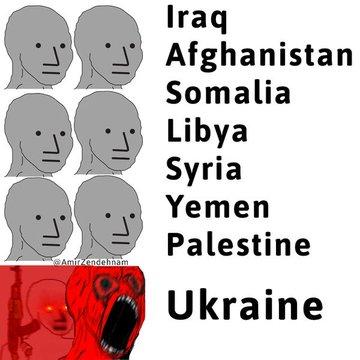 Iraq
Afghanistan
Somalia
Libya
Syria
Yemen
Palestine
@AmirZendehnam
Ukraine